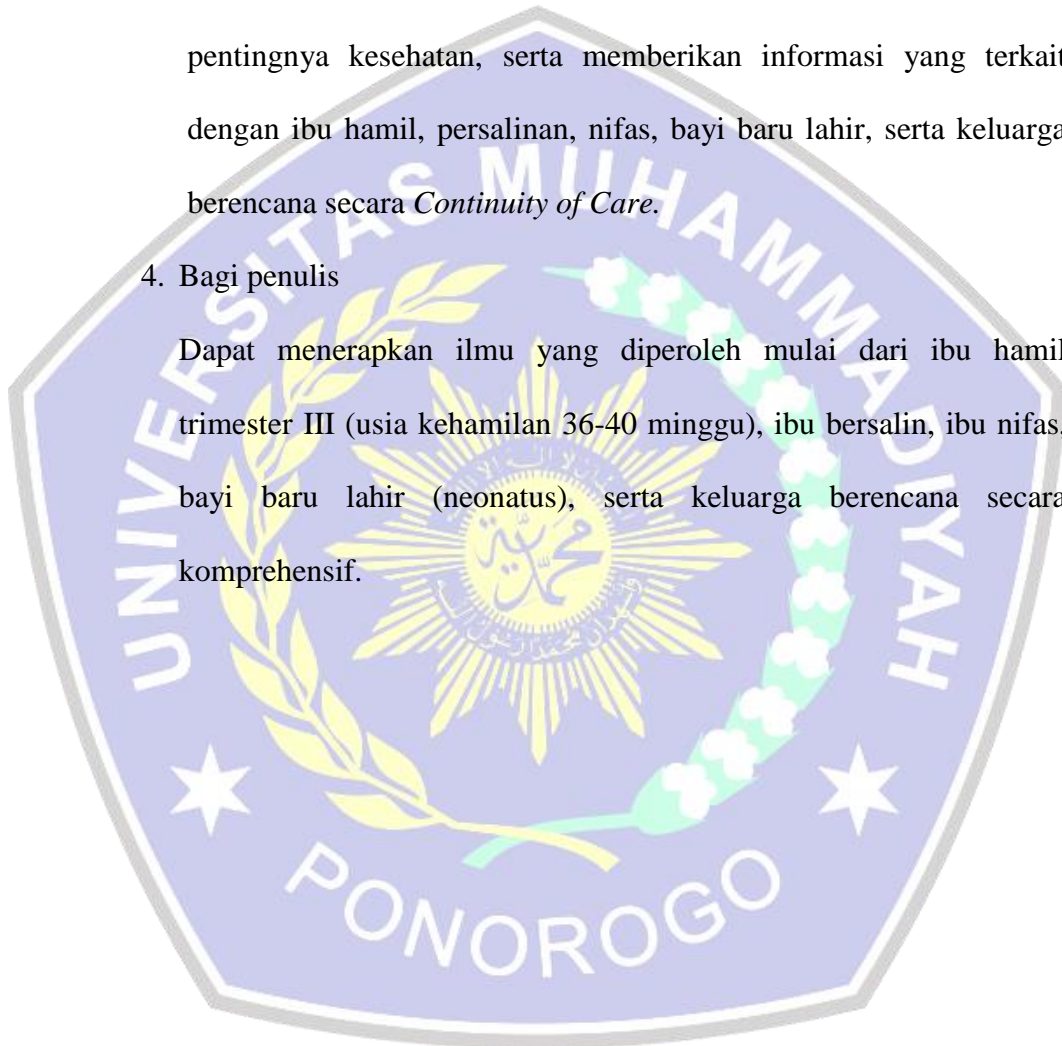 pentingnya kesehatan, serta memberikan informasi yang terkait
dengan ibu hamil, persalinan, nifas, bayi baru lahir, serta keluarga
berencana secara Continuity of Care.
4. Bagi penulis
Dapat menerapkan ilmu yang diperoleh mulai dari ibu hamil
trimester III (usia kehamilan 36-40 minggu), ibu bersalin, ibu nifas,
bayi baru lahir (neonatus), serta keluarga berencana secara
komprehensif.
UNIVERSITAS MUHAMMADIYAH
PONOROGO